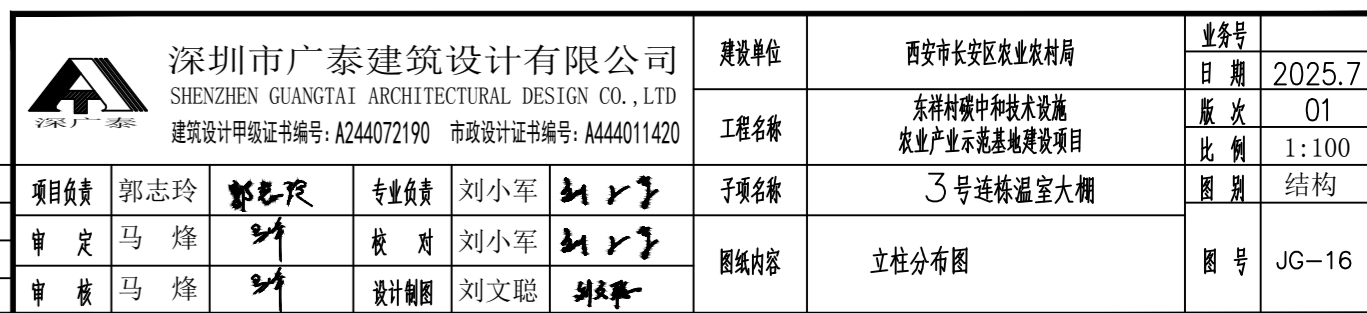 深圳市广泰建筑设计有限公司
SHENZHEN GUANGTAI ARCHITECTURAL DESIGN CO.,LTD
建筑设计甲级证书编号: A244072190 市政设计证书编号: A444011420
深广泰
建设单位 西安市长安区农业农村局
工程名称 东祥村碳中和技术设施
农业产业示范基地建设项目
业务号
日期 2025.7
版次 01
比例 1:100
项目负责 郭志玲 郭志玲 专业负责 刘小军
子项名称 3号连栋温室大棚
图别 结构
审定 马烽 校对 刘小军
审核 马烽 设计制图 刘文聪 刘文聪
图纸内容 立柱分布图
图号 JG-16